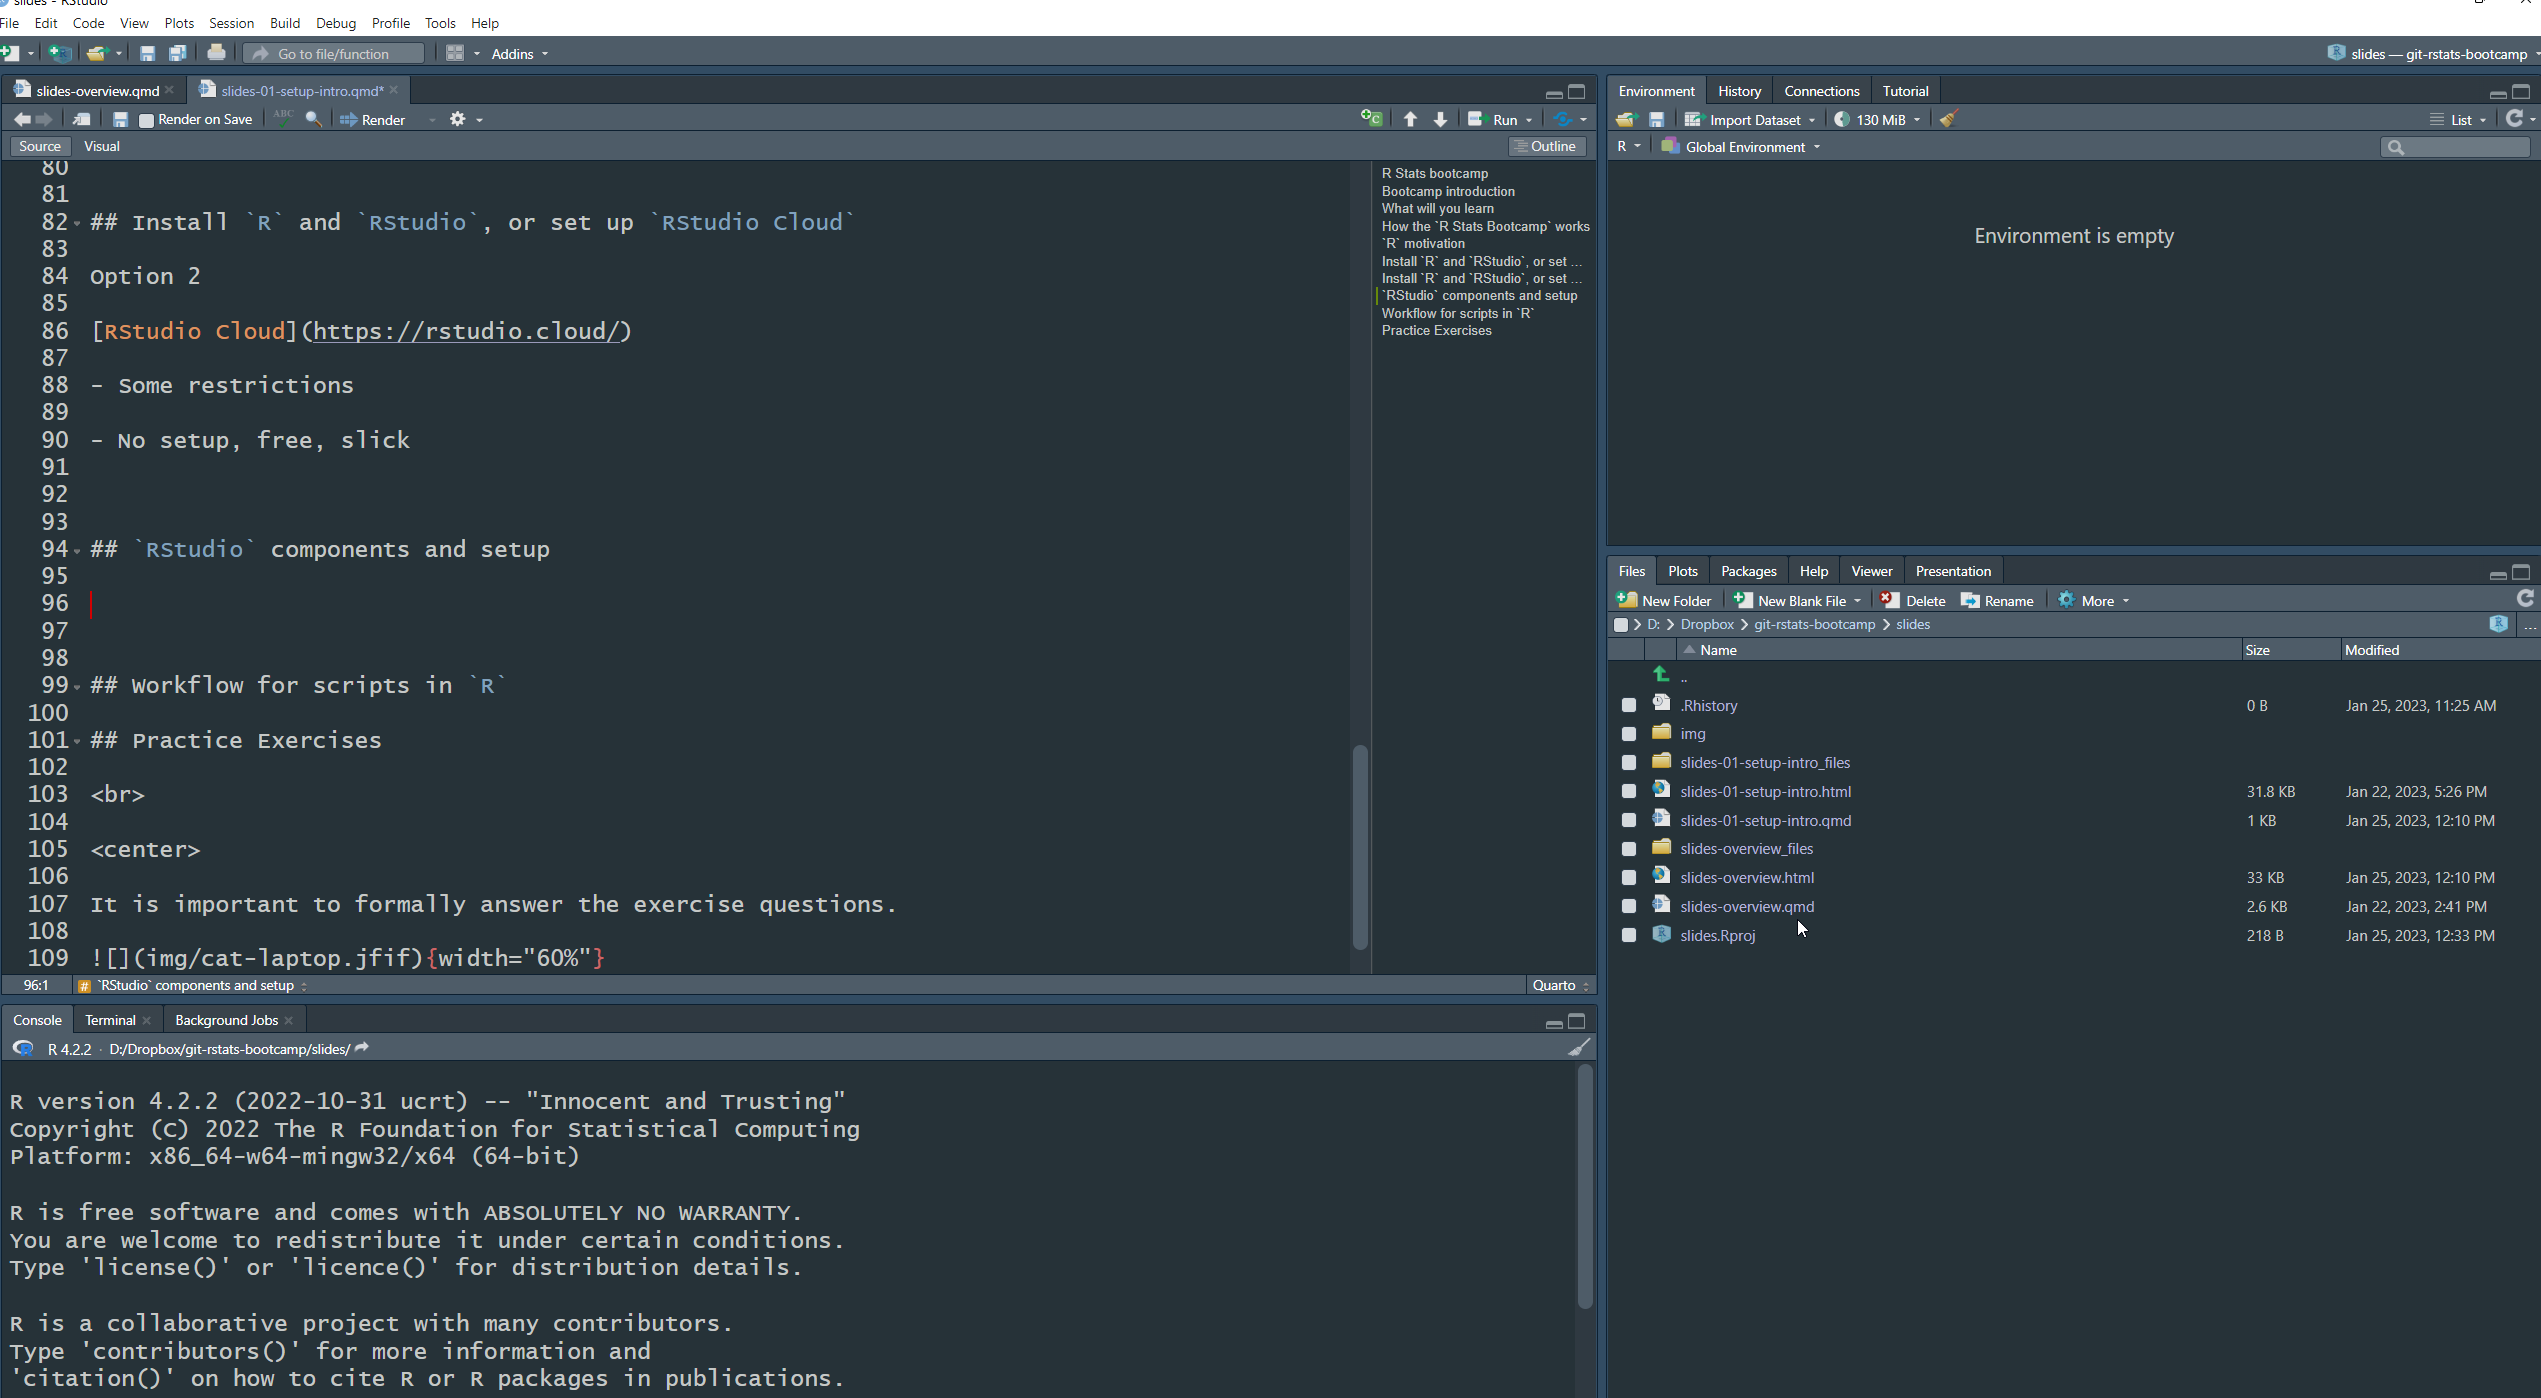 slides - RStudio
File Edit Code View Plots Session Build Debug Profile Tools Help
Go to file/function Addins slides — git-rstats-bootcamp
slides-overview.qmd slides-01-setup-intro.qmd*
Render on Save ABC Render Run
Source Visual Outline
80
81
82 ## Install `R` and `RStudio`, or set up `RStudio Cloud`
83
84 Option 2
85
86 [RStudio Cloud](https://rstudio.cloud/)
87
88 - Some restrictions
89
90 - No setup, free, slick
91
92
93
94 ## `RStudio` components and setup
95
96
97
98
99 ## Workflow for scripts in `R`
100
101 ## Practice Exercises
102
103 <br>
104
105 <center>
106
107 It is important to formally answer the exercise questions.
108
109 ![](img/cat-laptop.jfif){width="60%"}
R Stats bootcamp
Bootcamp introduction
What will you learn
How the `R Stats Bootcamp` works
`R` motivation
Install `R` and `RStudio`, or set ...
Install `R` and `RStudio`, or set ...
`RStudio` components and setup
Workflow for scripts in `R`
Practice Exercises
96:1 # `RStudio` components and setup Quarto
Console Terminal Background Jobs
R 4.2.2 · D:/Dropbox/git-rstats-bootcamp/slides/
R version 4.2.2 (2022-10-31 ucrt) -- "Innocent and Trusting"
Copyright (C) 2022 The R Foundation for Statistical Computing
Platform: x86_64-w64-mingw32/x64 (64-bit)
R is free software and comes with ABSOLUTELY NO WARRANTY.
You are welcome to redistribute it under certain conditions.
Type 'license()' or 'licence()' for distribution details.
R is a collaborative project with many contributors.
Type 'contributors()' for more information and
'citation()' on how to cite R or R packages in publications.
Environment History Connections Tutorial
Import Dataset 130 MiB List
R Global Environment
Environment is empty
Files Plots Packages Help Viewer Presentation
New Folder New Blank File Delete Rename More
D: Dropbox git-rstats-bootcamp slides ...
Name Size Modified
..
.Rhistory 0 B Jan 25, 2023, 11:25 AM
img
slides-01-setup-intro_files
slides-01-setup-intro.html 31.8 KB Jan 22, 2023, 5:26 PM
slides-01-setup-intro.qmd 1 KB Jan 25, 2023, 12:10 PM
slides-overview_files
slides-overview.html 33 KB Jan 25, 2023, 12:10 PM
slides-overview.qmd 2.6 KB Jan 22, 2023, 2:41 PM
slides.Rproj 218 B Jan 25, 2023, 12:33 PM